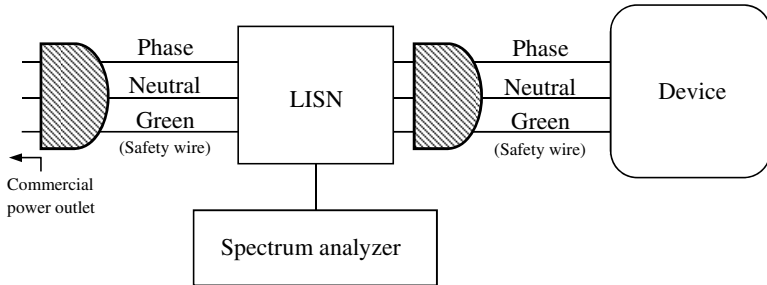 Phase
Neutral
Green
(Safety wire)
Commercial
power outlet
LISN
Phase
Neutral
Green
(Safety wire)
Device
Spectrum analyzer